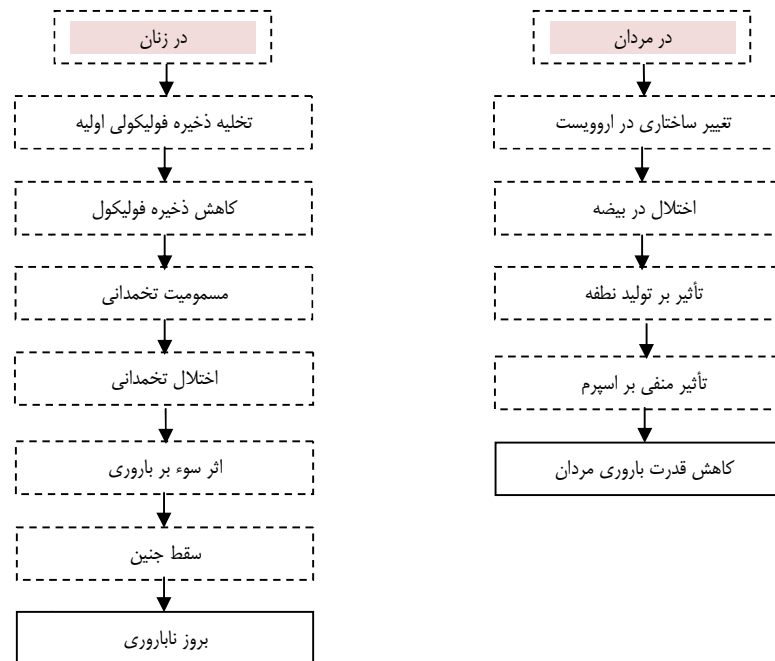 در مردان
تغییر ساختاری در اروویست
اختلال در بیضه
تأثیر بر تولید نطفه
تأثیر منفی بر اسپرم
کاهش قدرت باروری مردان
در زنان
تخلیه ذخیره فولیکولی اولیه
کاهش ذخیره فولیکول
مسمومیت تخمدانی
اختلال تخمدانی
اثر سوء بر باروری
سقط جنین
بروز ناباروری